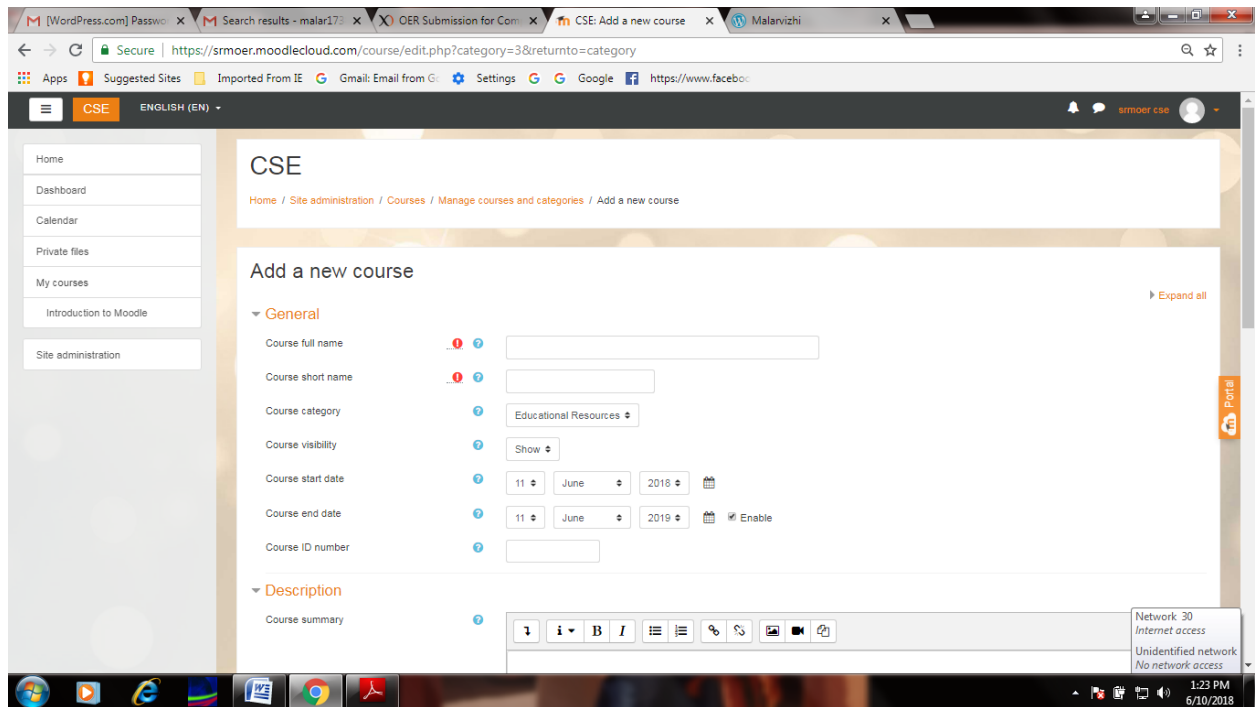 [WordPress.com] Passwo
Search results - malar173
OER Submission for Com
CSE: Add a new course
Malarvizhi
Secure | https://srmoer.moodlecloud.com/course/edit.php?category=3&returnto=category
Apps Suggested Sites Imported From IE Gmail: Email from Go Settings Google https://www.faceboo
CSE ENGLISH (EN) srmoer cse
Home
Dashboard
Calendar
Private files
My courses
Introduction to Moodle
Site administration
CSE
Home / Site administration / Courses / Manage courses and categories / Add a new course
Add a new course
Expand all
General
Course full name
Course short name
Course category Educational Resources
Course visibility Show
Course start date 11 June 2018
Course end date 11 June 2019 Enable
Course ID number
Portal
Description
Course summary i B I
Network 30
Internet access
Unidentified network
No network access
1:23 PM
6/10/2018